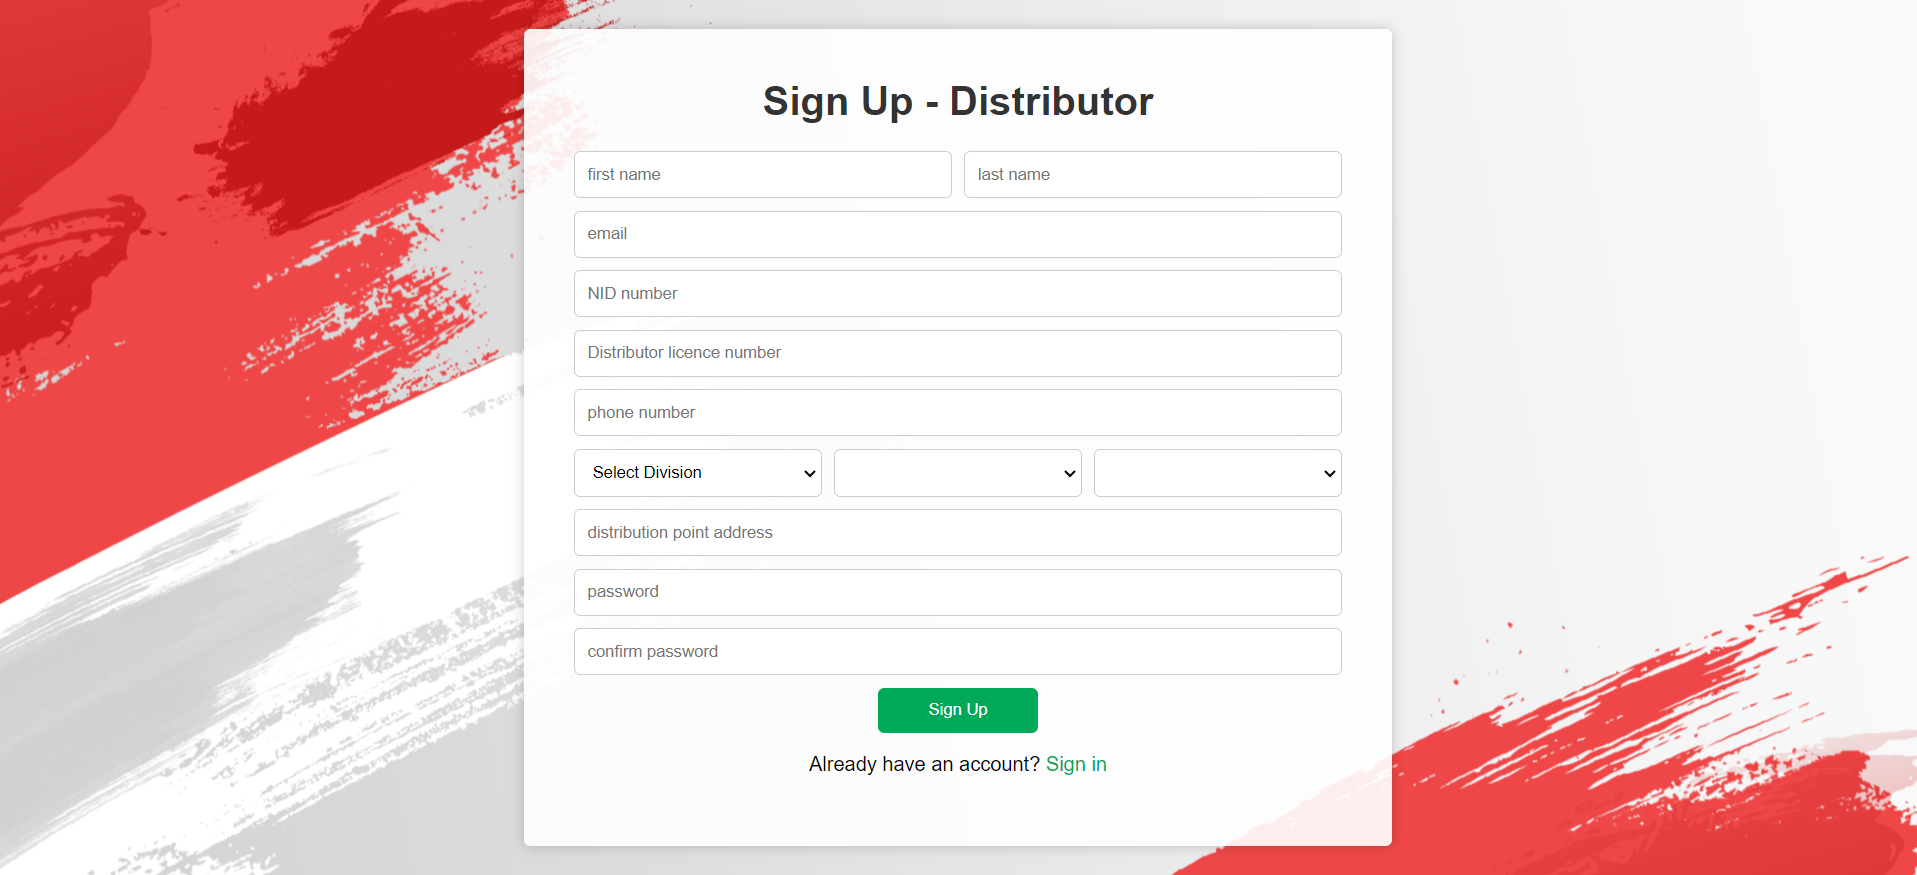 Sign Up - Distributor
first name last name
email
NID number
Distributor licence number
phone number
Select Division
distribution point address
password
confirm password
Sign Up
Already have an account? Sign in